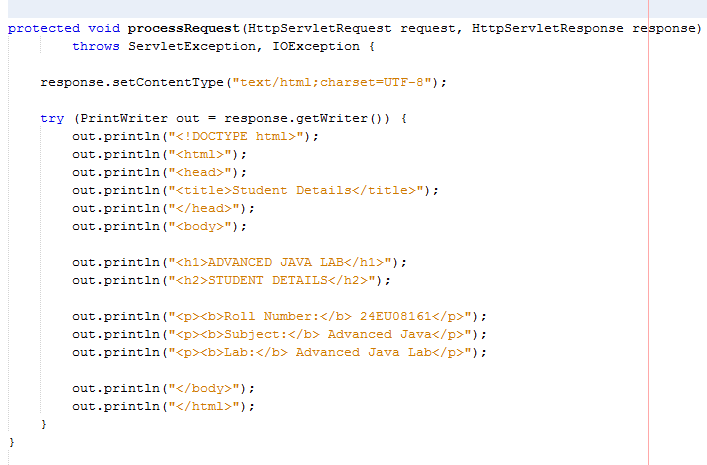 protected void processRequest(HttpServletRequest request, HttpServletResponse response)
        throws ServletException, IOException {

    response.setContentType("text/html;charset=UTF-8");

    try (PrintWriter out = response.getWriter()) {
        out.println("<!DOCTYPE html>");
        out.println("<html>");
        out.println("<head>");
        out.println("<title>Student Details</title>");
        out.println("</head>");
        out.println("<body>");

        out.println("<h1>ADVANCED JAVA LAB</h1>");
        out.println("<h2>STUDENT DETAILS</h2>");

        out.println("<p><b>Roll Number:</b> 24EU08161</p>");
        out.println("<p><b>Subject:</b> Advanced Java</p>");
        out.println("<p><b>Lab:</b> Advanced Java Lab</p>");

        out.println("</body>");
        out.println("</html>");
    }
}